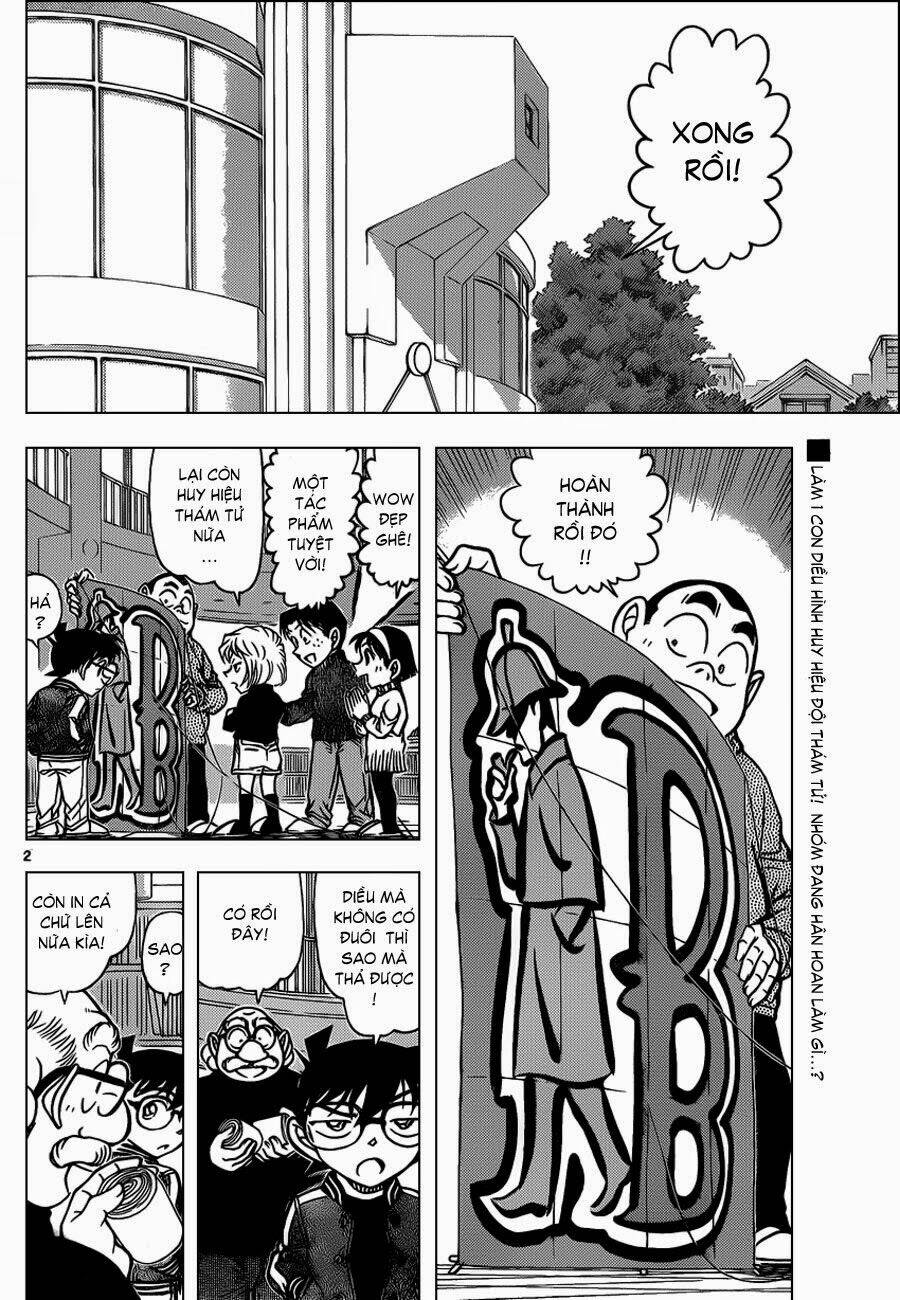 XONG
RỒI!
HOÀN
THÀNH
RỒI ĐÓ
!!
LÀM 1 CON DIỀU HÌNH HUY HIỆU ĐỘI THÁM TỬ! NHÓM ĐANG HÂN HOAN LÀM GÌ...?
WOW
ĐẸP
GHÊ!
MỘT
TÁC
PHẨM
TUYỆT
VỜI!
LẠI CÒN
HUY HIỆU
THÁM TỬ
NỮA
...
HẢ
?
DB
DB
2
DIỀU MÀ
KHÔNG CÓ
ĐUÔI THÌ
SAO MÀ
THẢ ĐƯỢC
!
CÓ RỒI
ĐÂY!
SAO
?
CÒN IN CẢ
CHỮ LÊN
NỮA KÌA!